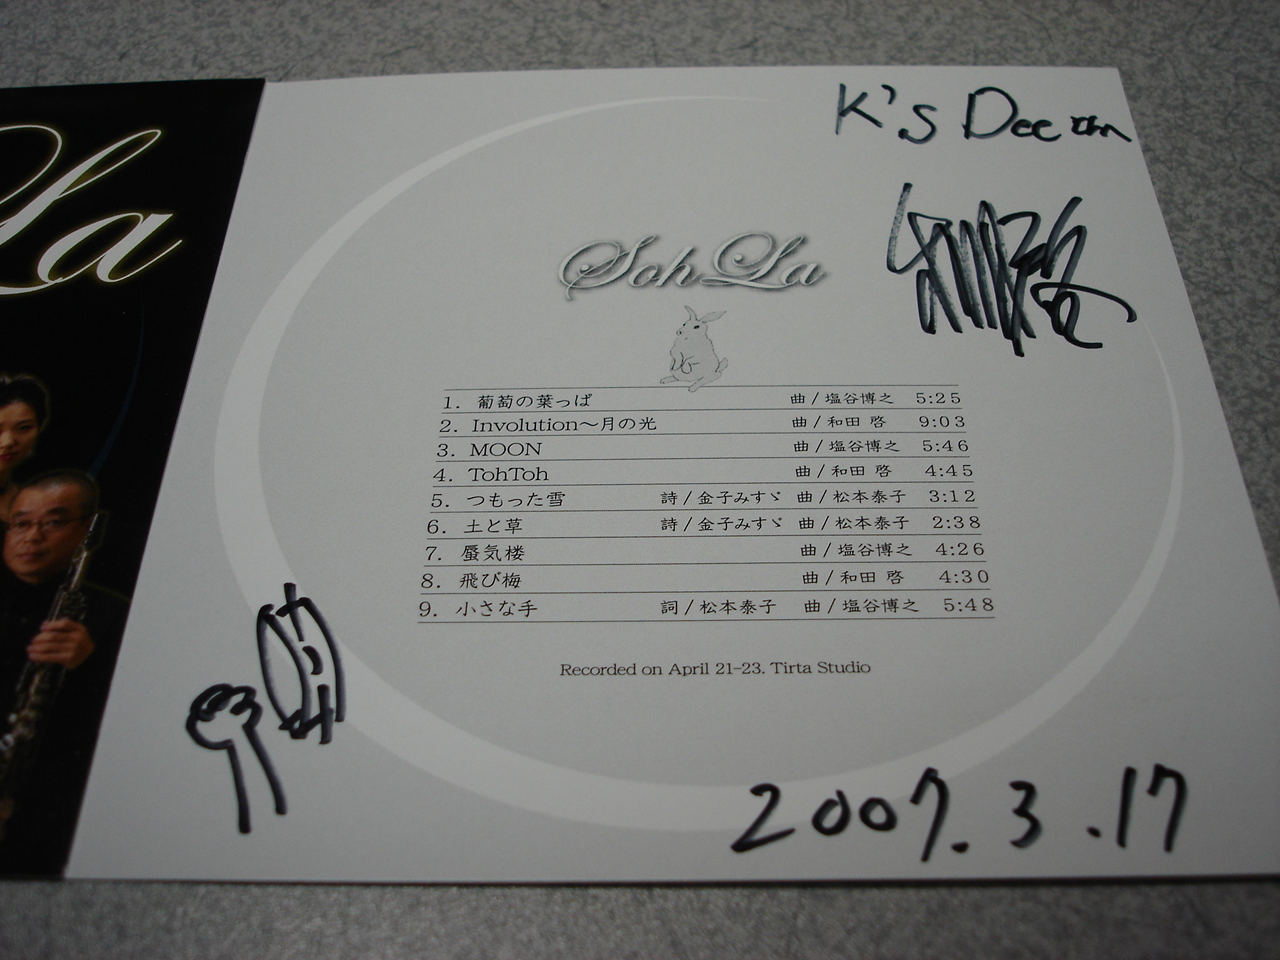 La
K's Dream
Soh La
1. 葡萄の葉っぱ 曲/塩谷博之 5:25
2. Involution～月の光 曲/和田 啓 9:03
3. MOON 曲/塩谷博之 5:46
4. TohToh 曲/和田 啓 4:45
5. つもった雪 詩/金子みすゞ 曲/松本泰子 3:12
6. 土と草 詩/金子みすゞ 曲/松本泰子 2:38
7. 蜃気楼 曲/塩谷博之 4:26
8. 飛び梅 曲/和田 啓 4:30
9. 小さな手 詞/松本泰子 曲/塩谷博之 5:48
Recorded on April 21-23. Tirta Studio
2007.3.17